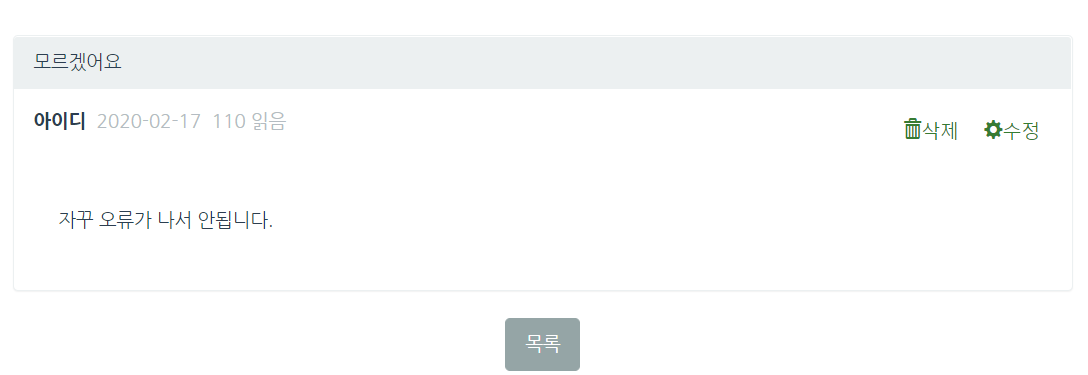 모르겠어요
아이디 2020-02-17 110 읽음
삭제 수정
자꾸 오류가 나서 안됩니다.
목록